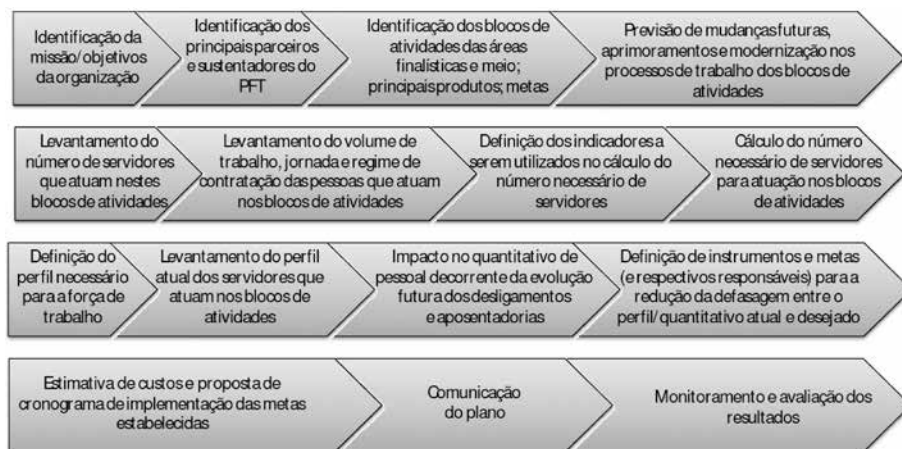 Identificação da
missão/ objetivos
da organização
Identificação dos
principais parceiros
e sustentadores do
PFT
Identificação dos blocos de
atividades das áreas
finalísticas e meio;
principais produtos; metas
Previsão de mudanças futuras,
aprimoramentos e modernização nos
processos de trabalho dos blocos de
atividades
Levantamento do
número de servidores
que atuam nestes
blocos de atividades
Levantamento do volume de
trabalho, jornada e regime de
contratação das pessoas que atuam
nos blocos de atividades
Definição dos indicadores a
serem utilizados no cálculo do
número necessário de
servidores
Cálculo do número
necessário de servidores
para atuação nos blocos
de atividades
Definição do
perfil necessário
para a força de
trabalho
Levantamento do perfil
atual dos servidores que
atuam nos blocos de
atividades
Impacto no quantitativo de
pessoal decorrente da evolução
futura dos desligamentos
e aposentadorias
Definição de instrumentos e metas
(e respectivos responsáveis) para a
redução da defasagem entre o
perfil/ quantitativo atual e desejado
Estimativa de custos e proposta de
cronograma de implementação das metas
estabelecidas
Comunicação
do plano
Monitoramento e avaliação dos
resultados